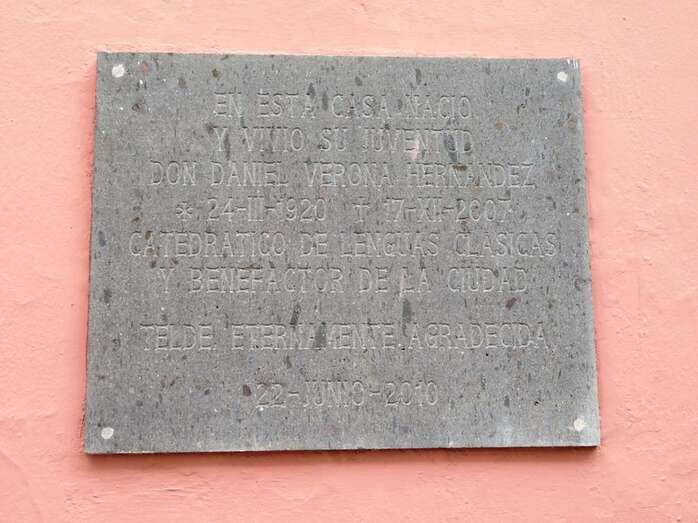 EN ESTA CASA NACIO
Y VIVIO SU JUVENTUD
DON DANIEL VERONA HERNANDEZ
* 24-III-1920 + 17-XI-2007
CATEDRATICO DE LENGUAS CLASICAS
Y BENEFACTOR DE LA CIUDAD
TELDE, ETERNAMENTE AGRADECIDA
22-JUNIO-2010